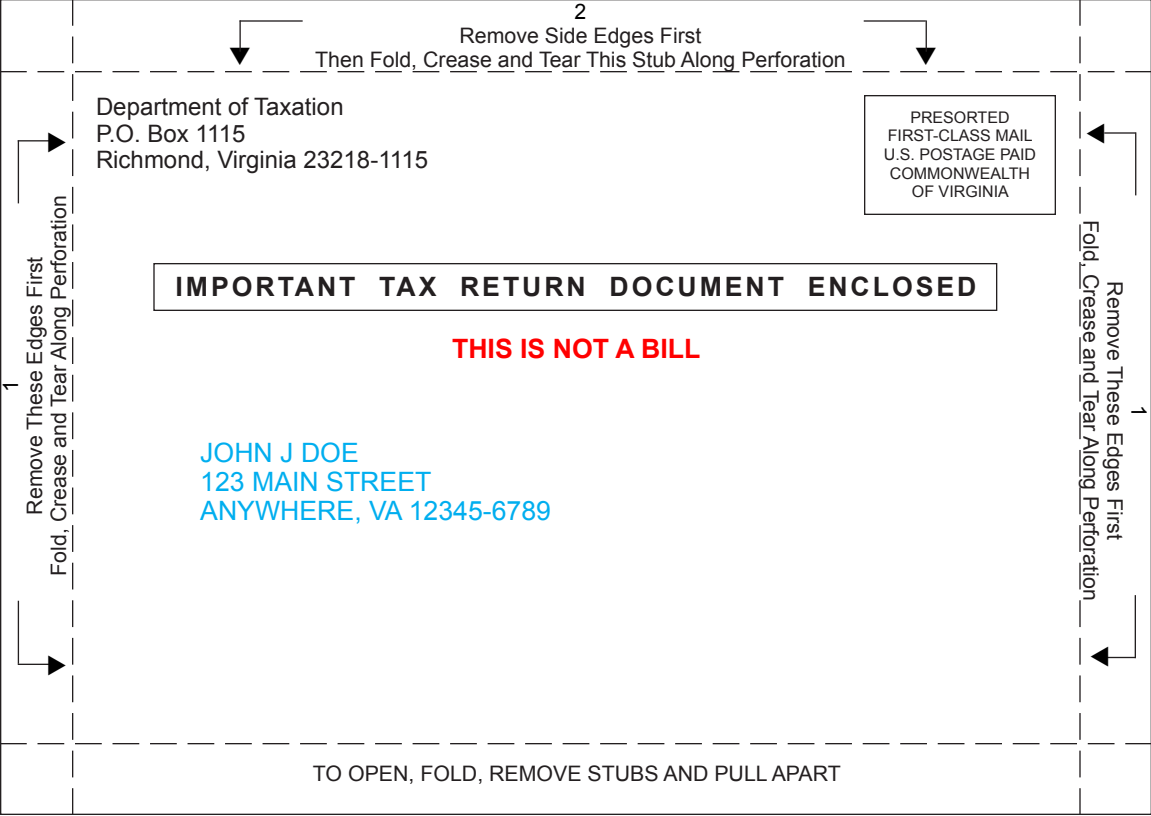 2
Remove Side Edges First
Then Fold, Crease and Tear This Stub Along Perforation
Department of Taxation
P.O. Box 1115
Richmond, Virginia 23218-1115
PRESORTED
FIRST-CLASS MAIL
U.S. POSTAGE PAID
COMMONWEALTH
OF VIRGINIA
1
Remove These Edges First
Fold, Crease and Tear Along Perforation
IMPORTANT TAX RETURN DOCUMENT ENCLOSED
THIS IS NOT A BILL
JOHN J DOE
123 MAIN STREET
ANYWHERE, VA 12345-6789
1
Remove These Edges First
Fold, Crease and Tear Along Perforation
TO OPEN, FOLD, REMOVE STUBS AND PULL APART